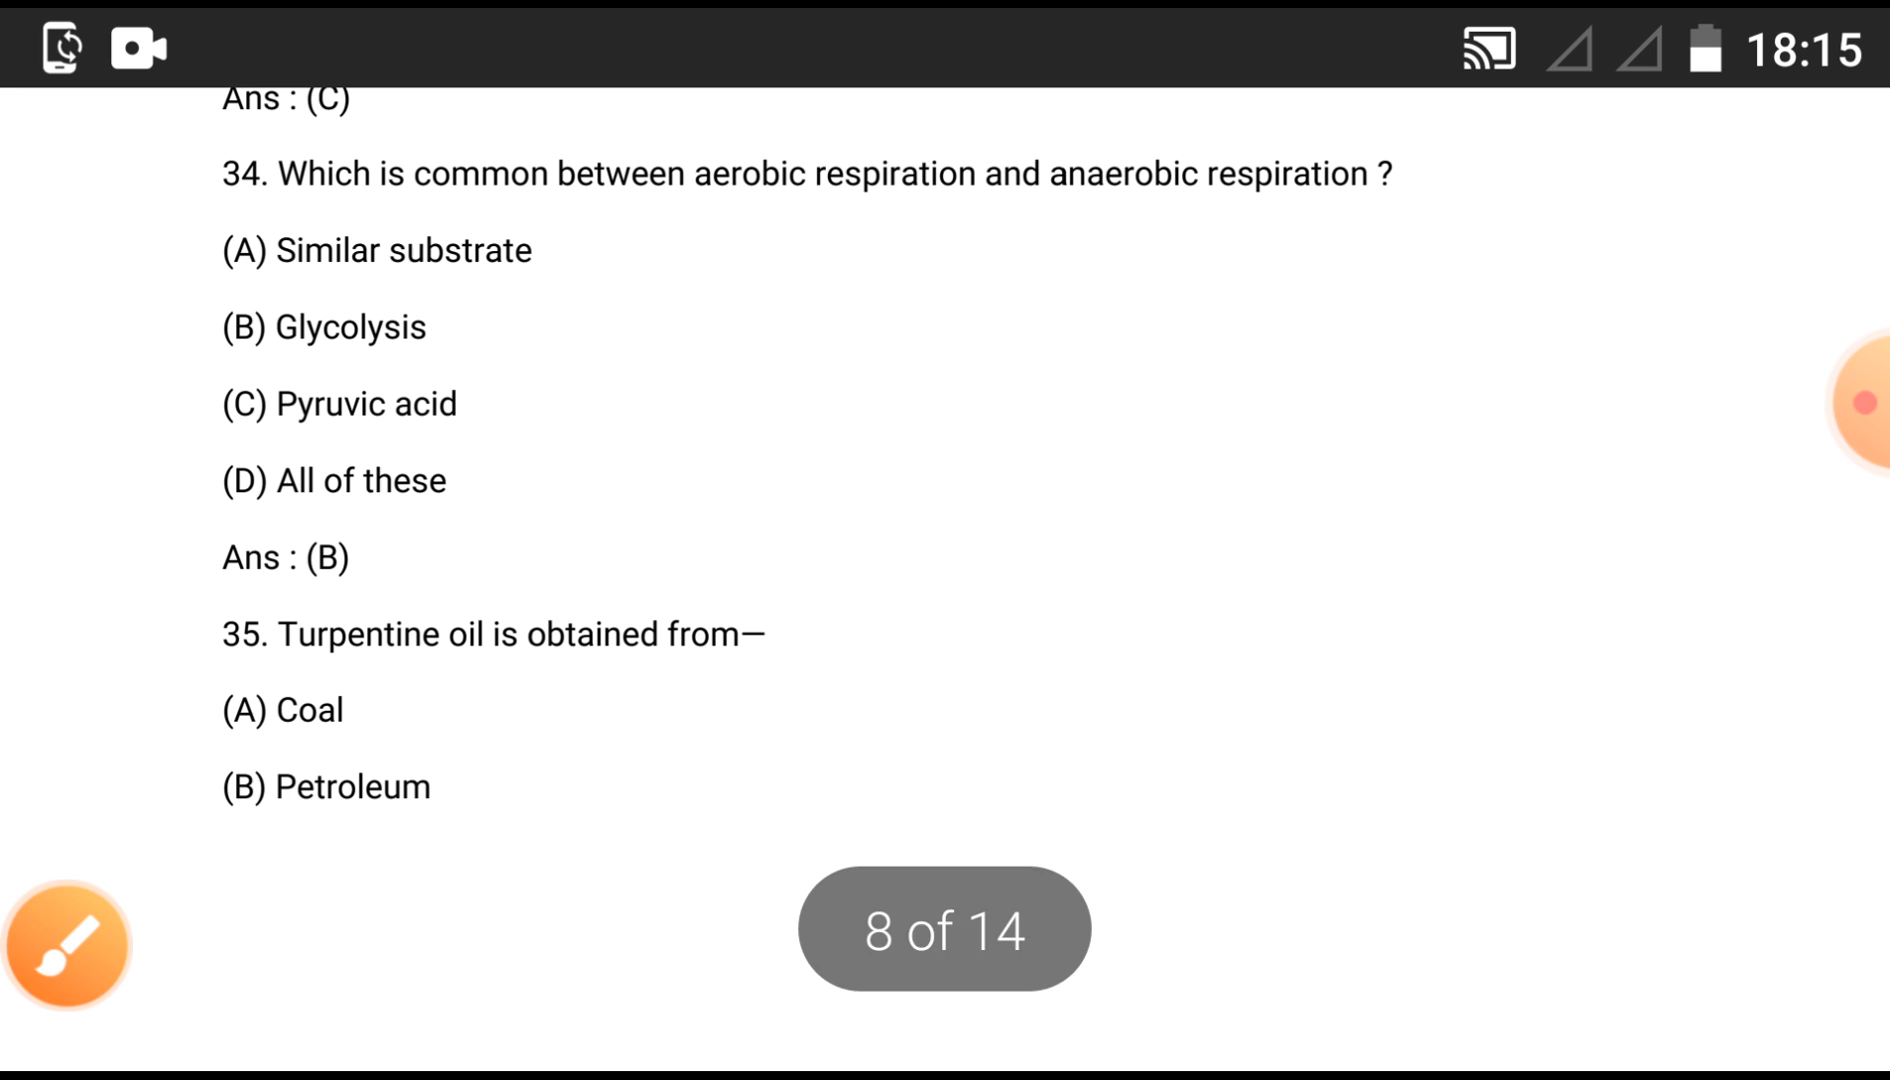 18:15
Ans : (C)
34. Which is common between aerobic respiration and anaerobic respiration ?
(A) Similar substrate
(B) Glycolysis
(C) Pyruvic acid
(D) All of these
Ans : (B)
35. Turpentine oil is obtained from—
(A) Coal
(B) Petroleum
8 of 14